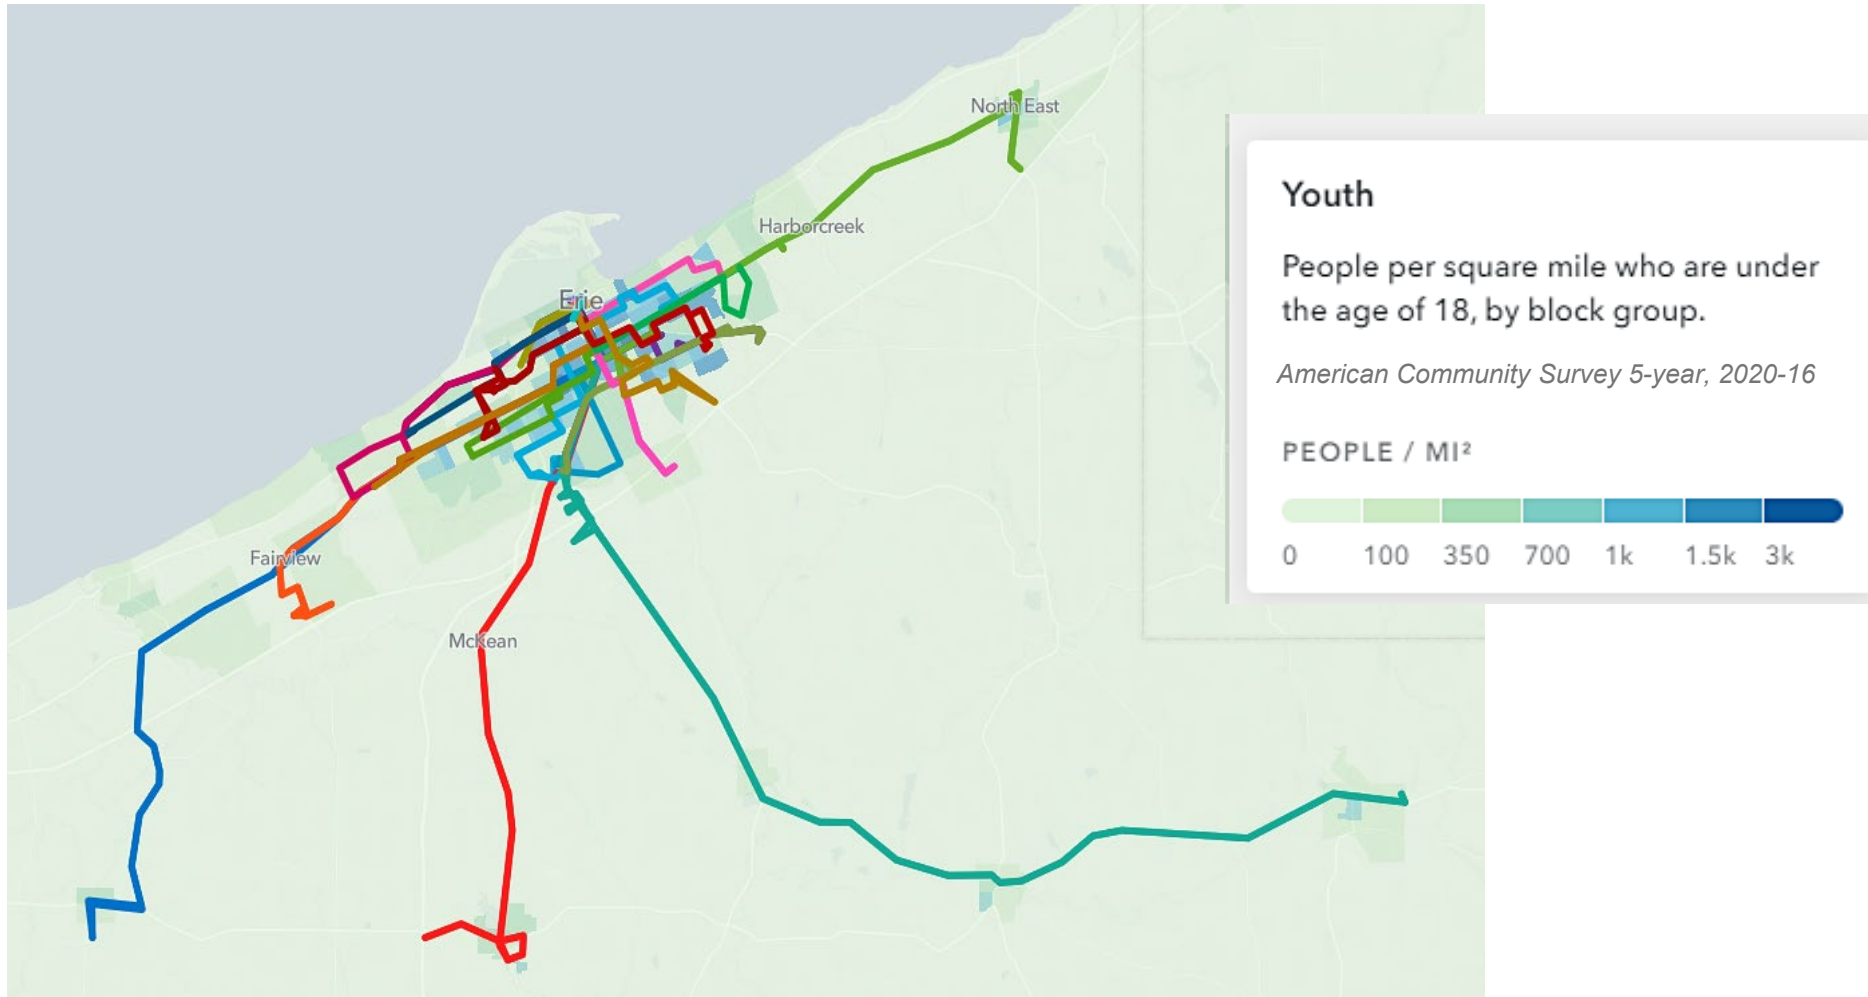 North East
Harborcreek
Erie
Fairview
McKean
Youth
People per square mile who are under
the age of 18, by block group.
American Community Survey 5-year, 2020-16
PEOPLE / MI²
0 100 350 700 1k 1.5k 3k